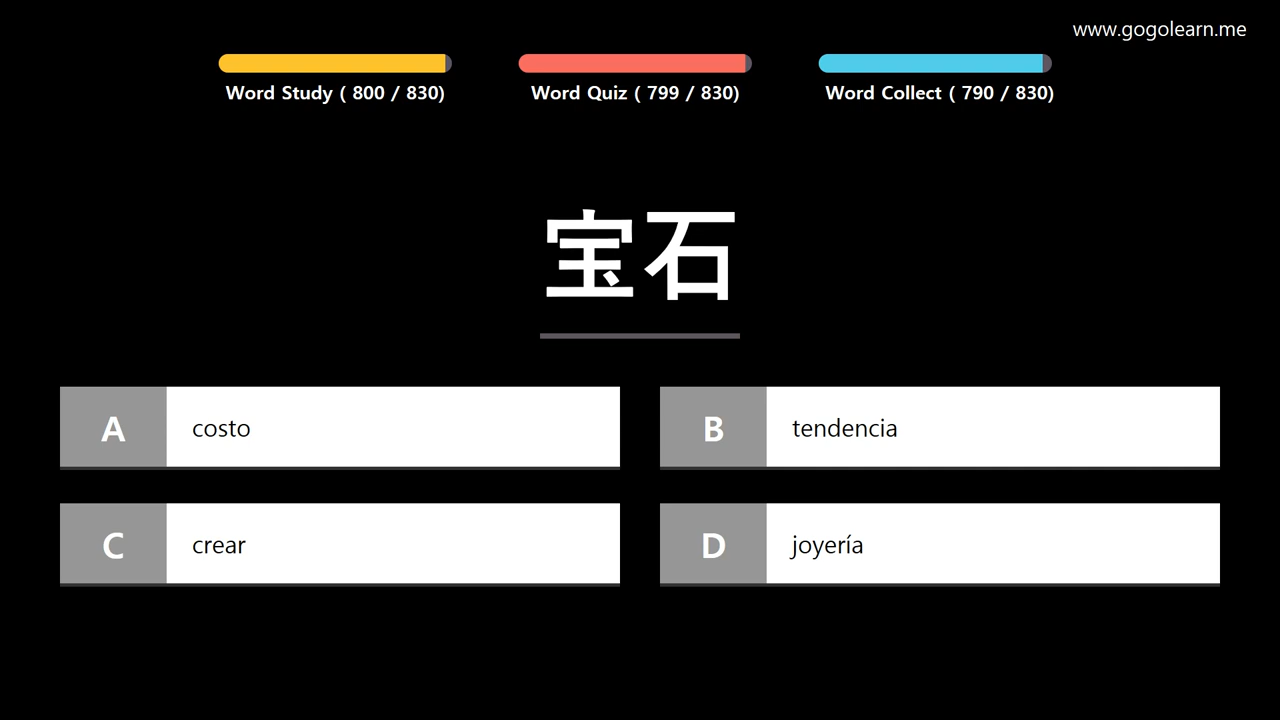 www.gogolearn.me
Word Study ( 800 / 830)
Word Quiz ( 799 / 830)
Word Collect ( 790 / 830)
宝石
A costo
B tendencia
C crear
D joyería